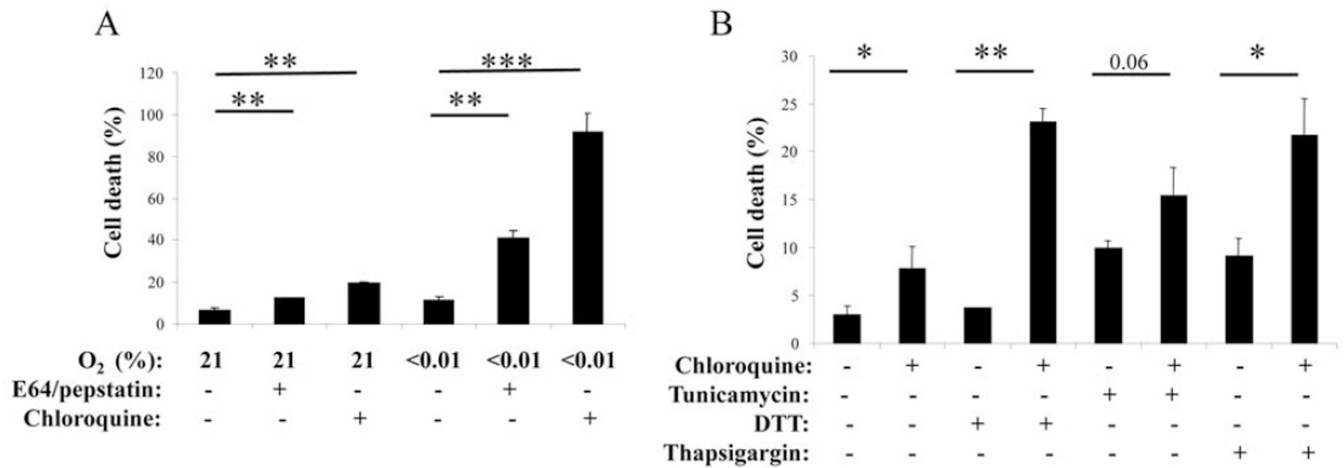 A
** ***
** **
120
100
80
60
40
20
0
Cell death (%)
O₂ (%): 21 21 21 <0.01 <0.01 <0.01
E64/pepstatin: - + - - + -
Chloroquine: - - + - - +
B
* ** 0.06 *
30
25
20
15
10
5
0
Cell death (%)
Chloroquine: - + - + - + - +
Tunicamycin: - - - - + + - -
DTT: - - + + - - - -
Thapsigargin: - - - - - - + +